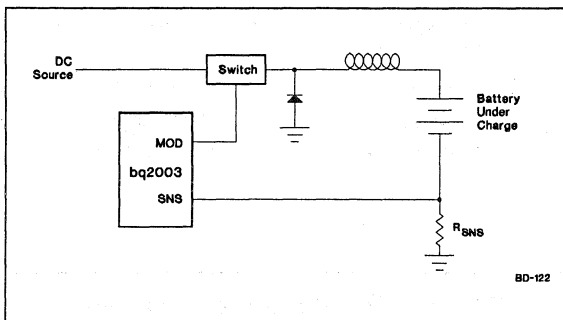 DC
Source
Switch
MOD
bq2003
SNS
Battery
Under
Charge
RSNS
BD-122